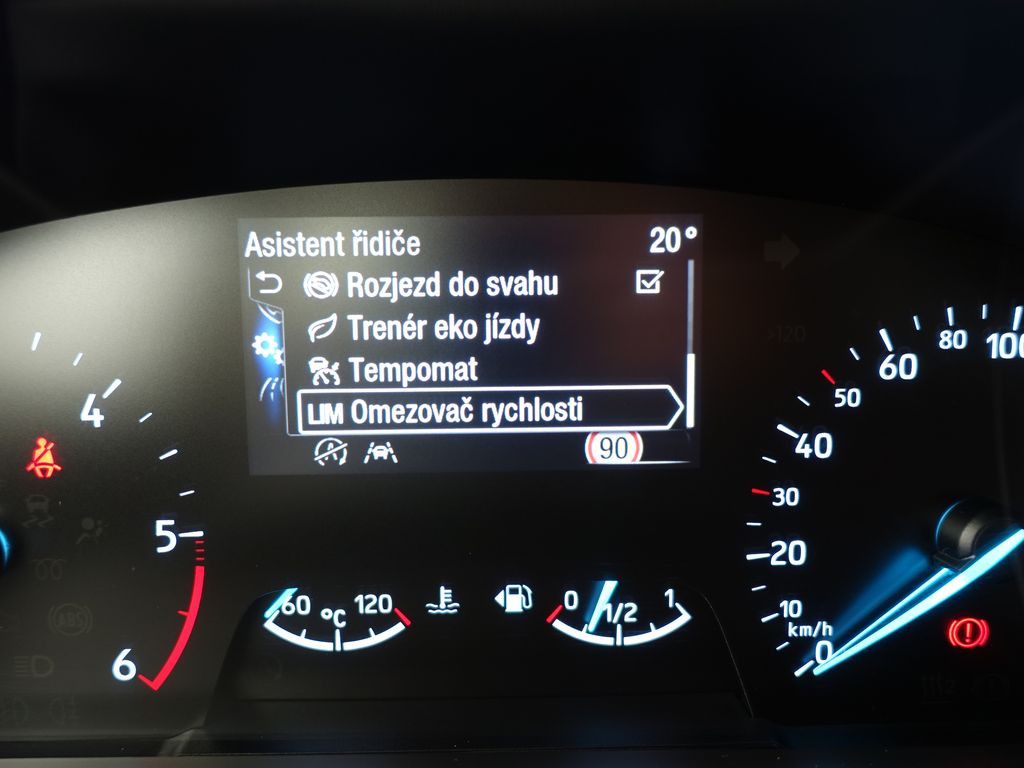 Asistent řidiče 20°
Rozjezd do svahu
Trenér eko jízdy
Tempomat
LIM Omezovač rychlosti
A 90
4
5
6
60 °C 120
0 1/2 1
0
10
20
30
40
50
60
80
100
km/h
>120